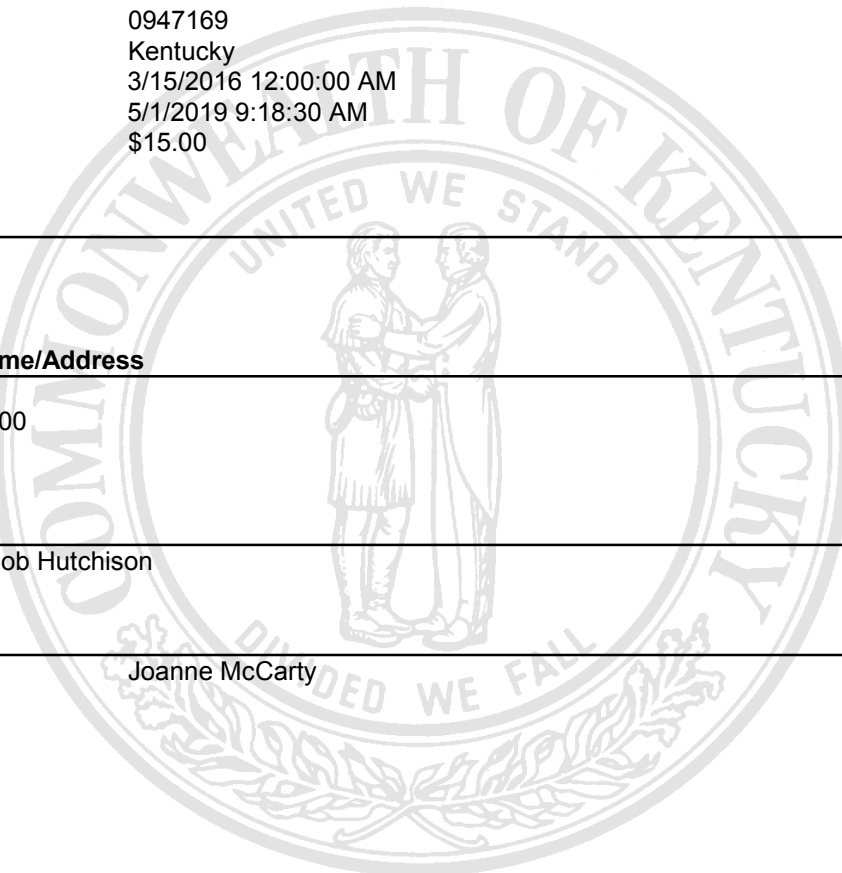 0947169
Kentucky
3/15/2016 12:00:00 AM
5/1/2019 9:18:30 AM
$15.00
COMMONWEALTH OF KENTUCKY
UNITED WE STAND
me/Address
00
ob Hutchison
Joanne McCarty
DIVIDED WE FALL